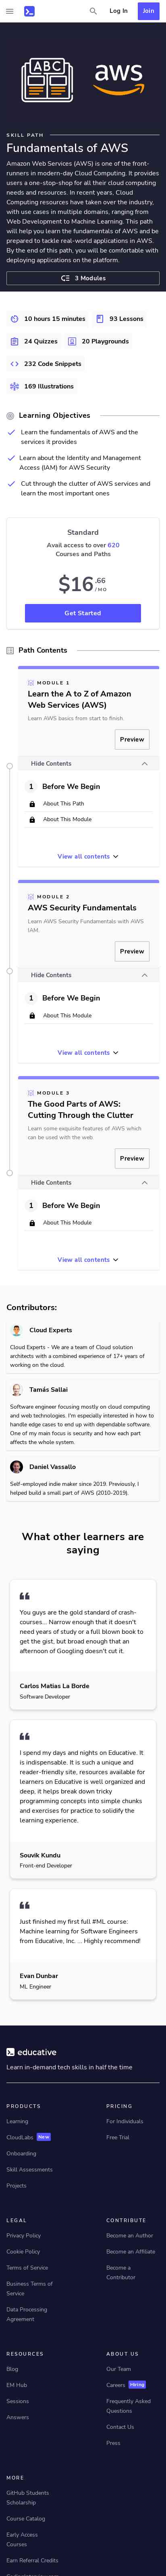 Log In
Join
ABC
aws
SKILL PATH
Fundamentals of AWS
Amazon Web Services (AWS) is one of the front-
runners in modern-day Cloud Computing. It allows
users a one-stop-shop for all their cloud computing
needs and resources. In recent years, Cloud
Computing resources have taken over the industry,
with use cases in multiple domains, ranging from
Web Development to Machine Learning. This path
will help you learn the fundamentals of AWS and be
prepared to tackle real-world applications in AWS.
By the end of this path, you will be comfortable with
deploying applications on the platform.
3 Modules
10 hours 15 minutes
93 Lessons
24 Quizzes
20 Playgrounds
232 Code Snippets
169 Illustrations
Learning Objectives
Learn the fundamentals of AWS and the
services it provides
Learn about the Identity and Management
Access (IAM) for AWS Security
Cut through the clutter of AWS services and
learn the most important ones
Standard
Avail access to over 620
Courses and Paths
$16.66
/ MO
Get Started
Path Contents
MODULE 1
Learn the A to Z of Amazon
Web Services (AWS)
Learn AWS basics from start to finish.
Preview
Hide Contents
1 Before We Begin
About This Path
About This Module
View all contents
MODULE 2
AWS Security Fundamentals
Learn AWS Security Fundamentals with AWS
IAM.
Preview
Hide Contents
1 Before We Begin
About This Module
View all contents
MODULE 3
The Good Parts of AWS:
Cutting Through the Clutter
Learn some exquisite features of AWS which
can be used with the web.
Preview
Hide Contents
1 Before We Begin
About This Module
View all contents
Contributors:
Cloud Experts
Cloud Experts - We are a team of Cloud solution
architects with a combined experience of 17+ years of
working on the cloud.
Tamás Sallai
Software engineer focusing mostly on cloud computing
and web technologies. I'm especially interested in how to
handle edge cases to end up with dependable software.
One of my main focus is security and how each part
affects the whole system.
Daniel Vassallo
Self-employed indie maker since 2019. Previously, I
helped build a small part of AWS (2010-2019).
What other learners are
saying
You guys are the gold standard of crash-
courses... Narrow enough that it doesn't
need years of study or a full blown book to
get the gist, but broad enough that an
afternoon of Googling doesn't cut it.
Carlos Matias La Borde
Software Developer
I spend my days and nights on Educative. It
is indispensable. It is such a unique and
reader-friendly site, resources available for
learners on Educative is well designed and
deep, it helps break down tricky
programming concepts into simple chunks
and exercises for practice to solidify the
learning experience.
Souvik Kundu
Front-end Developer
Just finished my first full #ML course:
Machine learning for Software Engineers
from Educative, Inc. ... Highly recommend!
Evan Dunbar
ML Engineer
educative
Learn in-demand tech skills in half the time
PRODUCTS
Learning
CloudLabs New
Onboarding
Skill Assessments
Projects
PRICING
For Individuals
Free Trial
LEGAL
Privacy Policy
Cookie Policy
Terms of Service
Business Terms of
Service
Data Processing
Agreement
CONTRIBUTE
Become an Author
Become an Affiliate
Become a
Contributor
RESOURCES
Blog
EM Hub
Sessions
Answers
ABOUT US
Our Team
Careers Hiring
Frequently Asked
Questions
Contact Us
Press
MORE
GitHub Students
Scholarship
Course Catalog
Early Access
Courses
Earn Referral Credits